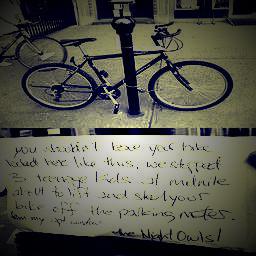 you shouldn't leave your bike
locked here like this, we stopped
3 teenage kids at midnite
abott to lift and steal your
bike off the parking meter.
from my apt window
the Night Owls!